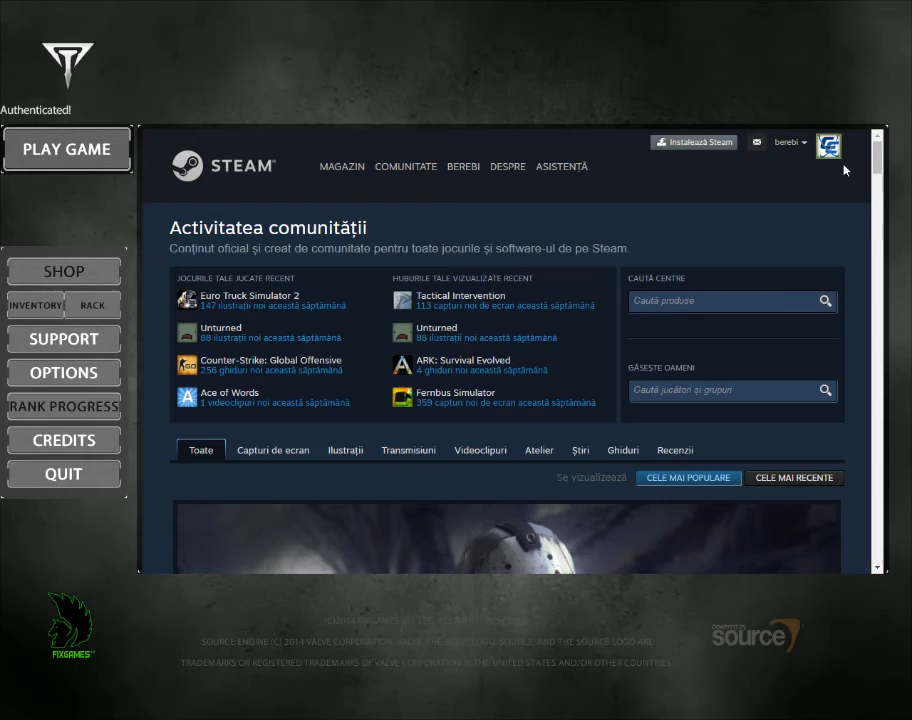 Authenticated!
PLAY GAME
SHOP
INVENTORY RACK
SUPPORT
OPTIONS
RANK PROGRESS
CREDITS
QUIT
FIXGAMES
Instalează Steam
berebi
STEAM
MAGAZIN COMUNITATE BEREBI DESPRE ASISTENȚĂ
Activitatea comunității
Conținut oficial și creat de comunitate pentru toate jocurile și software-ul de pe Steam.
JOCURILE TALE JUCATE RECENT
Euro Truck Simulator 2
147 ilustrații noi această săptămână
Unturned
88 ilustrații noi această săptămână
Counter-Strike: Global Offensive
256 ghiduri noi această săptămână
Ace of Words
1 videoclipuri noi această săptămână
HUBURILE TALE VIZUALIZATE RECENT
Tactical Intervention
113 capturi noi de ecran această săptămână
Unturned
88 ilustrații noi această săptămână
ARK: Survival Evolved
4 ghiduri noi această săptămână
Fernbus Simulator
359 capturi noi de ecran această săptămână
CAUTĂ CENTRE
Caută produse
GĂSEȘTE OAMENI
Caută jucători și grupuri
Toate Capturi de ecran Ilustrații Transmisiuni Videoclipuri Atelier Știri Ghiduri Recenzii
Se vizualizează CELE MAI POPULARE CELE MAI RECENTE
SOURCE ENGINE (C) 2014 VALVE CORPORATION, VALVE, THE VALVE LOGO, SOURCE, AND THE SOURCE LOGO ARE
TRADEMARKS OR REGISTERED TRADEMARKS OF VALVE CORPORATION IN THE UNITED STATES AND/OR OTHER COUNTRIES
powered by
source